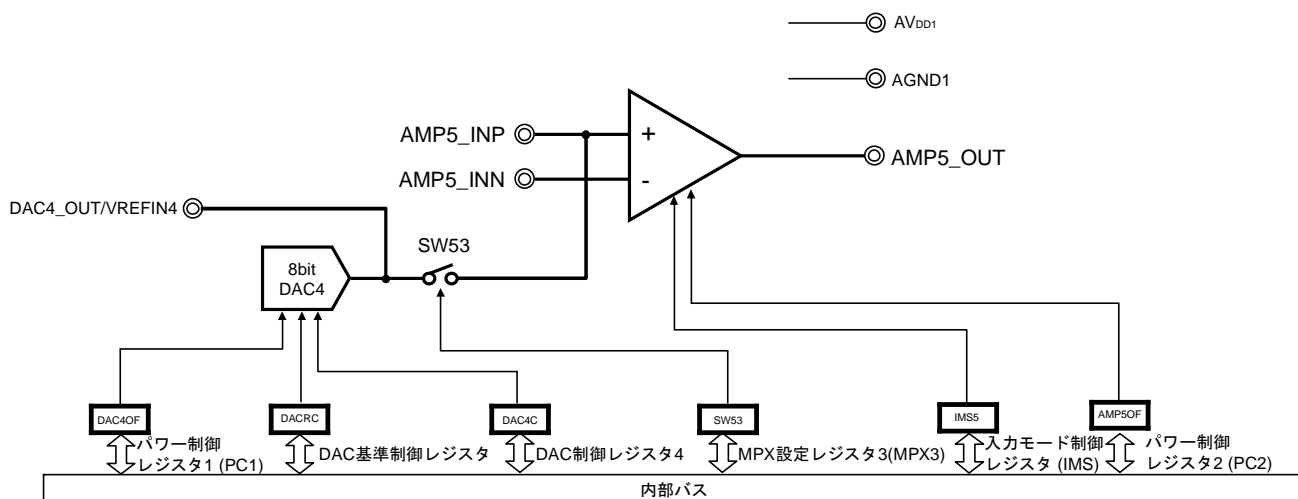 AVDD1
AGND1
AMP5_INP
+
AMP5_OUT
AMP5_INN
-
DAC4_OUT/VREFIN4
SW53
8bit
DAC4
DAC4OF
DACRC
DAC4C
SW53
IMS5
AMP5OF
パワー制御
レジスタ1 (PC1)
DAC基準制御レジスタ
DAC制御レジスタ4
MPX設定レジスタ3(MPX3)
入力モード制御
レジスタ (IMS)
パワー制御
レジスタ2 (PC2)
内部バス